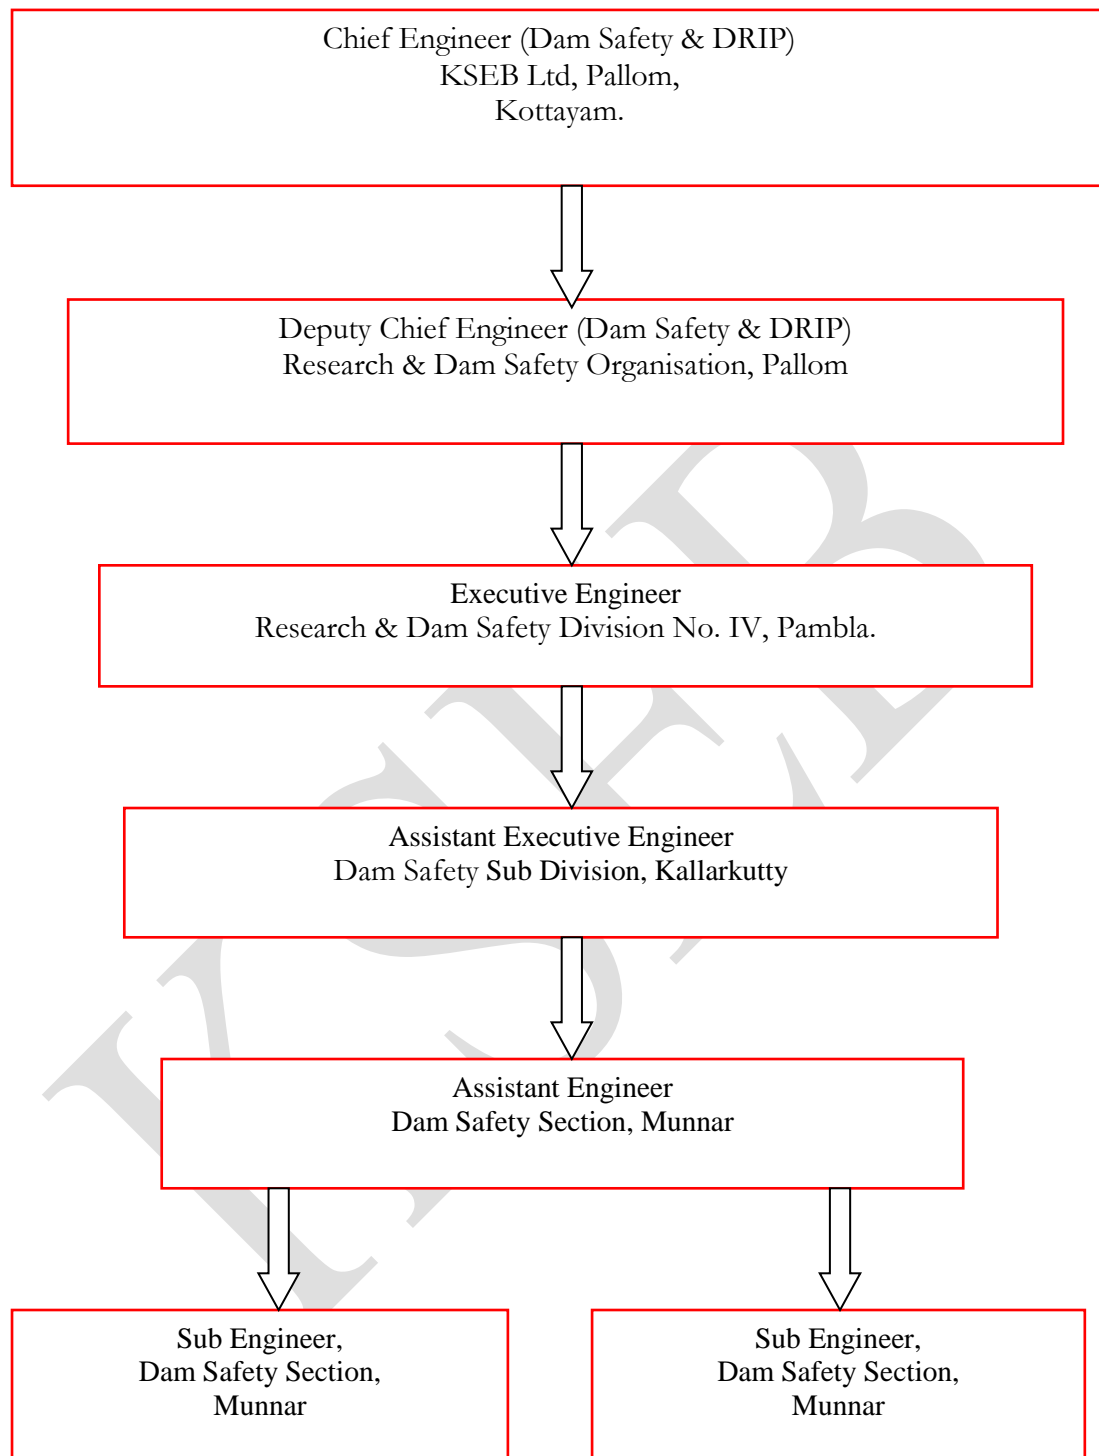 Chief Engineer (Dam Safety & DRIP)
KSEB Ltd, Pallom,
Kottayam.
Deputy Chief Engineer (Dam Safety & DRIP)
Research & Dam Safety Organisation, Pallom
Executive Engineer
Research & Dam Safety Division No. IV, Pambla.
Assistant Executive Engineer
Dam Safety Sub Division, Kallarkutty
Assistant Engineer
Dam Safety Section, Munnar
Sub Engineer,
Dam Safety Section,
Munnar
Sub Engineer,
Dam Safety Section,
Munnar
KSEB